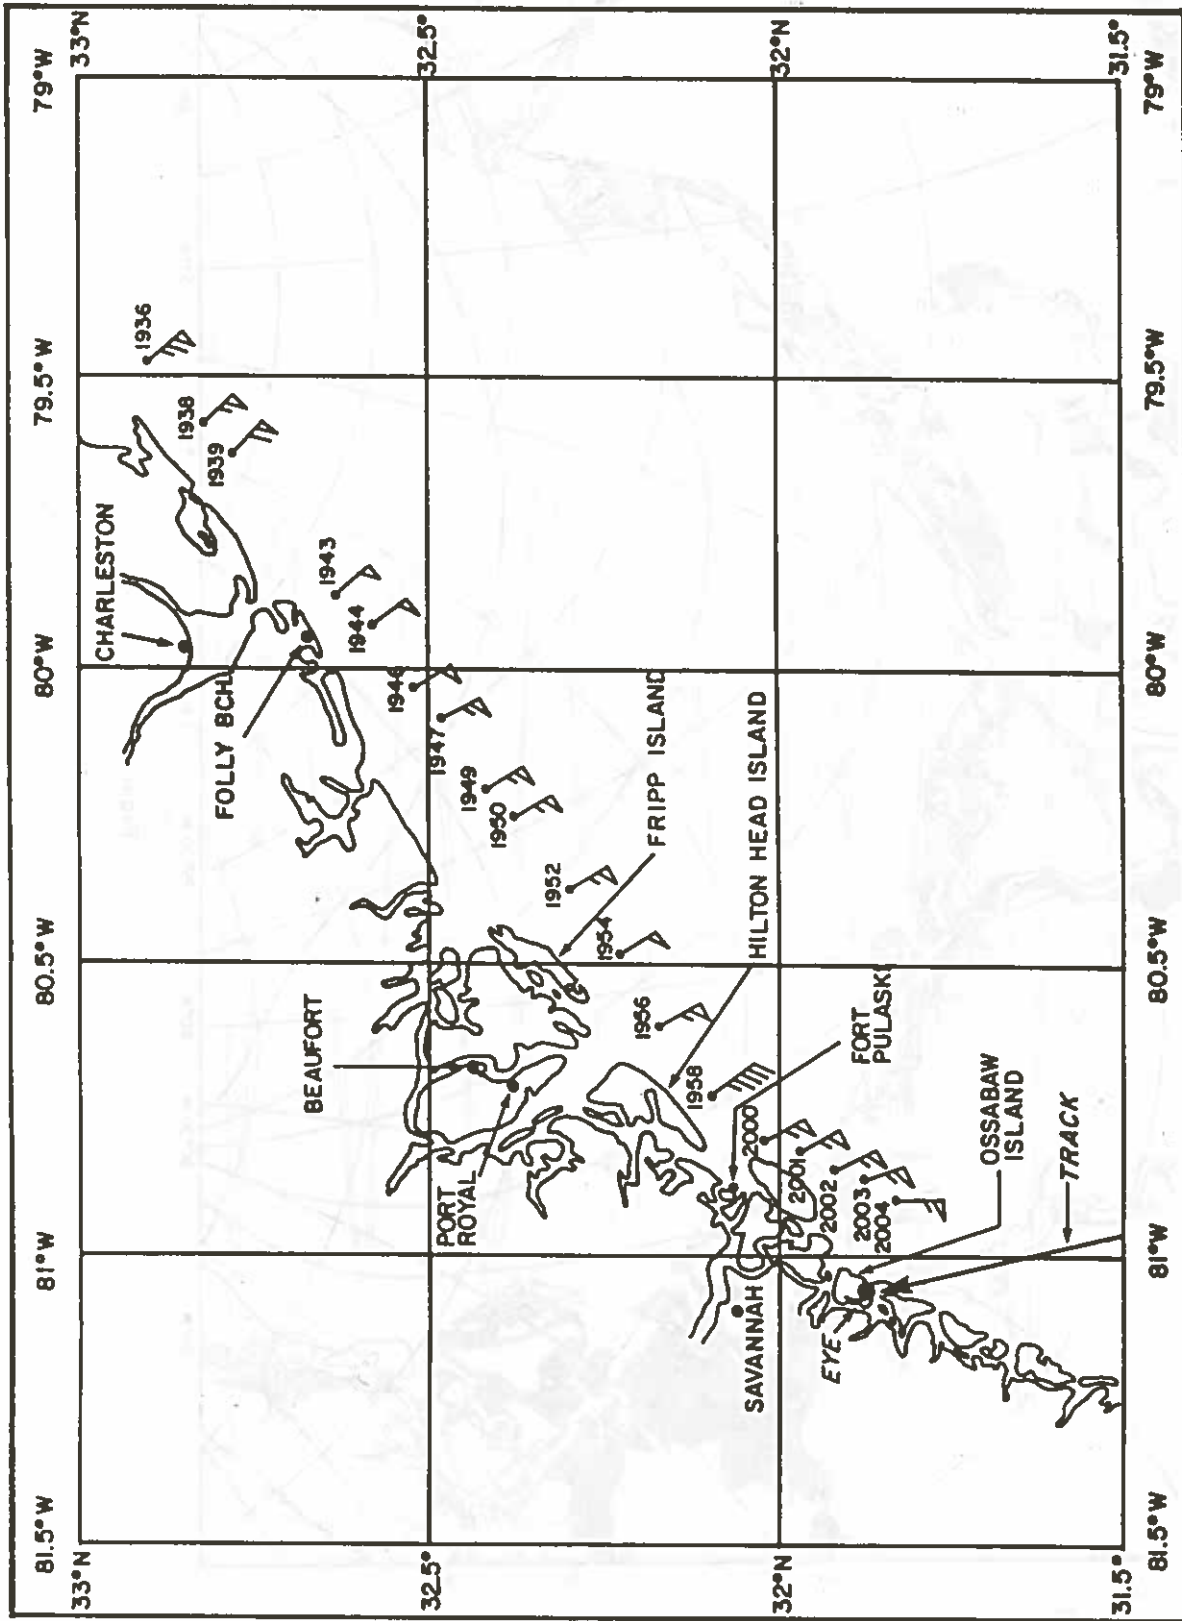 81.5°W
81°W
80.5°W
80°W
79.5°W
79°W
33°N
33°N
CHARLESTON
1936
1938
1939
FOLLY BCH.
1943
1944
1946
1947
32.5°
32.5°
BEAUFORT
1949
1950
PORT
ROYAL
1952
FRIPP ISLAND
1954
1956
HILTON HEAD ISLAND
1958
2000
SAVANNAH
FORT
PULASKI
32°N
32°N
2001
2002
2003
2004
EYE
OSSABAW
ISLAND
TRACK
31.5°
31.5°
81.5°W
81°W
80.5°W
80°W
79.5°W
79°W